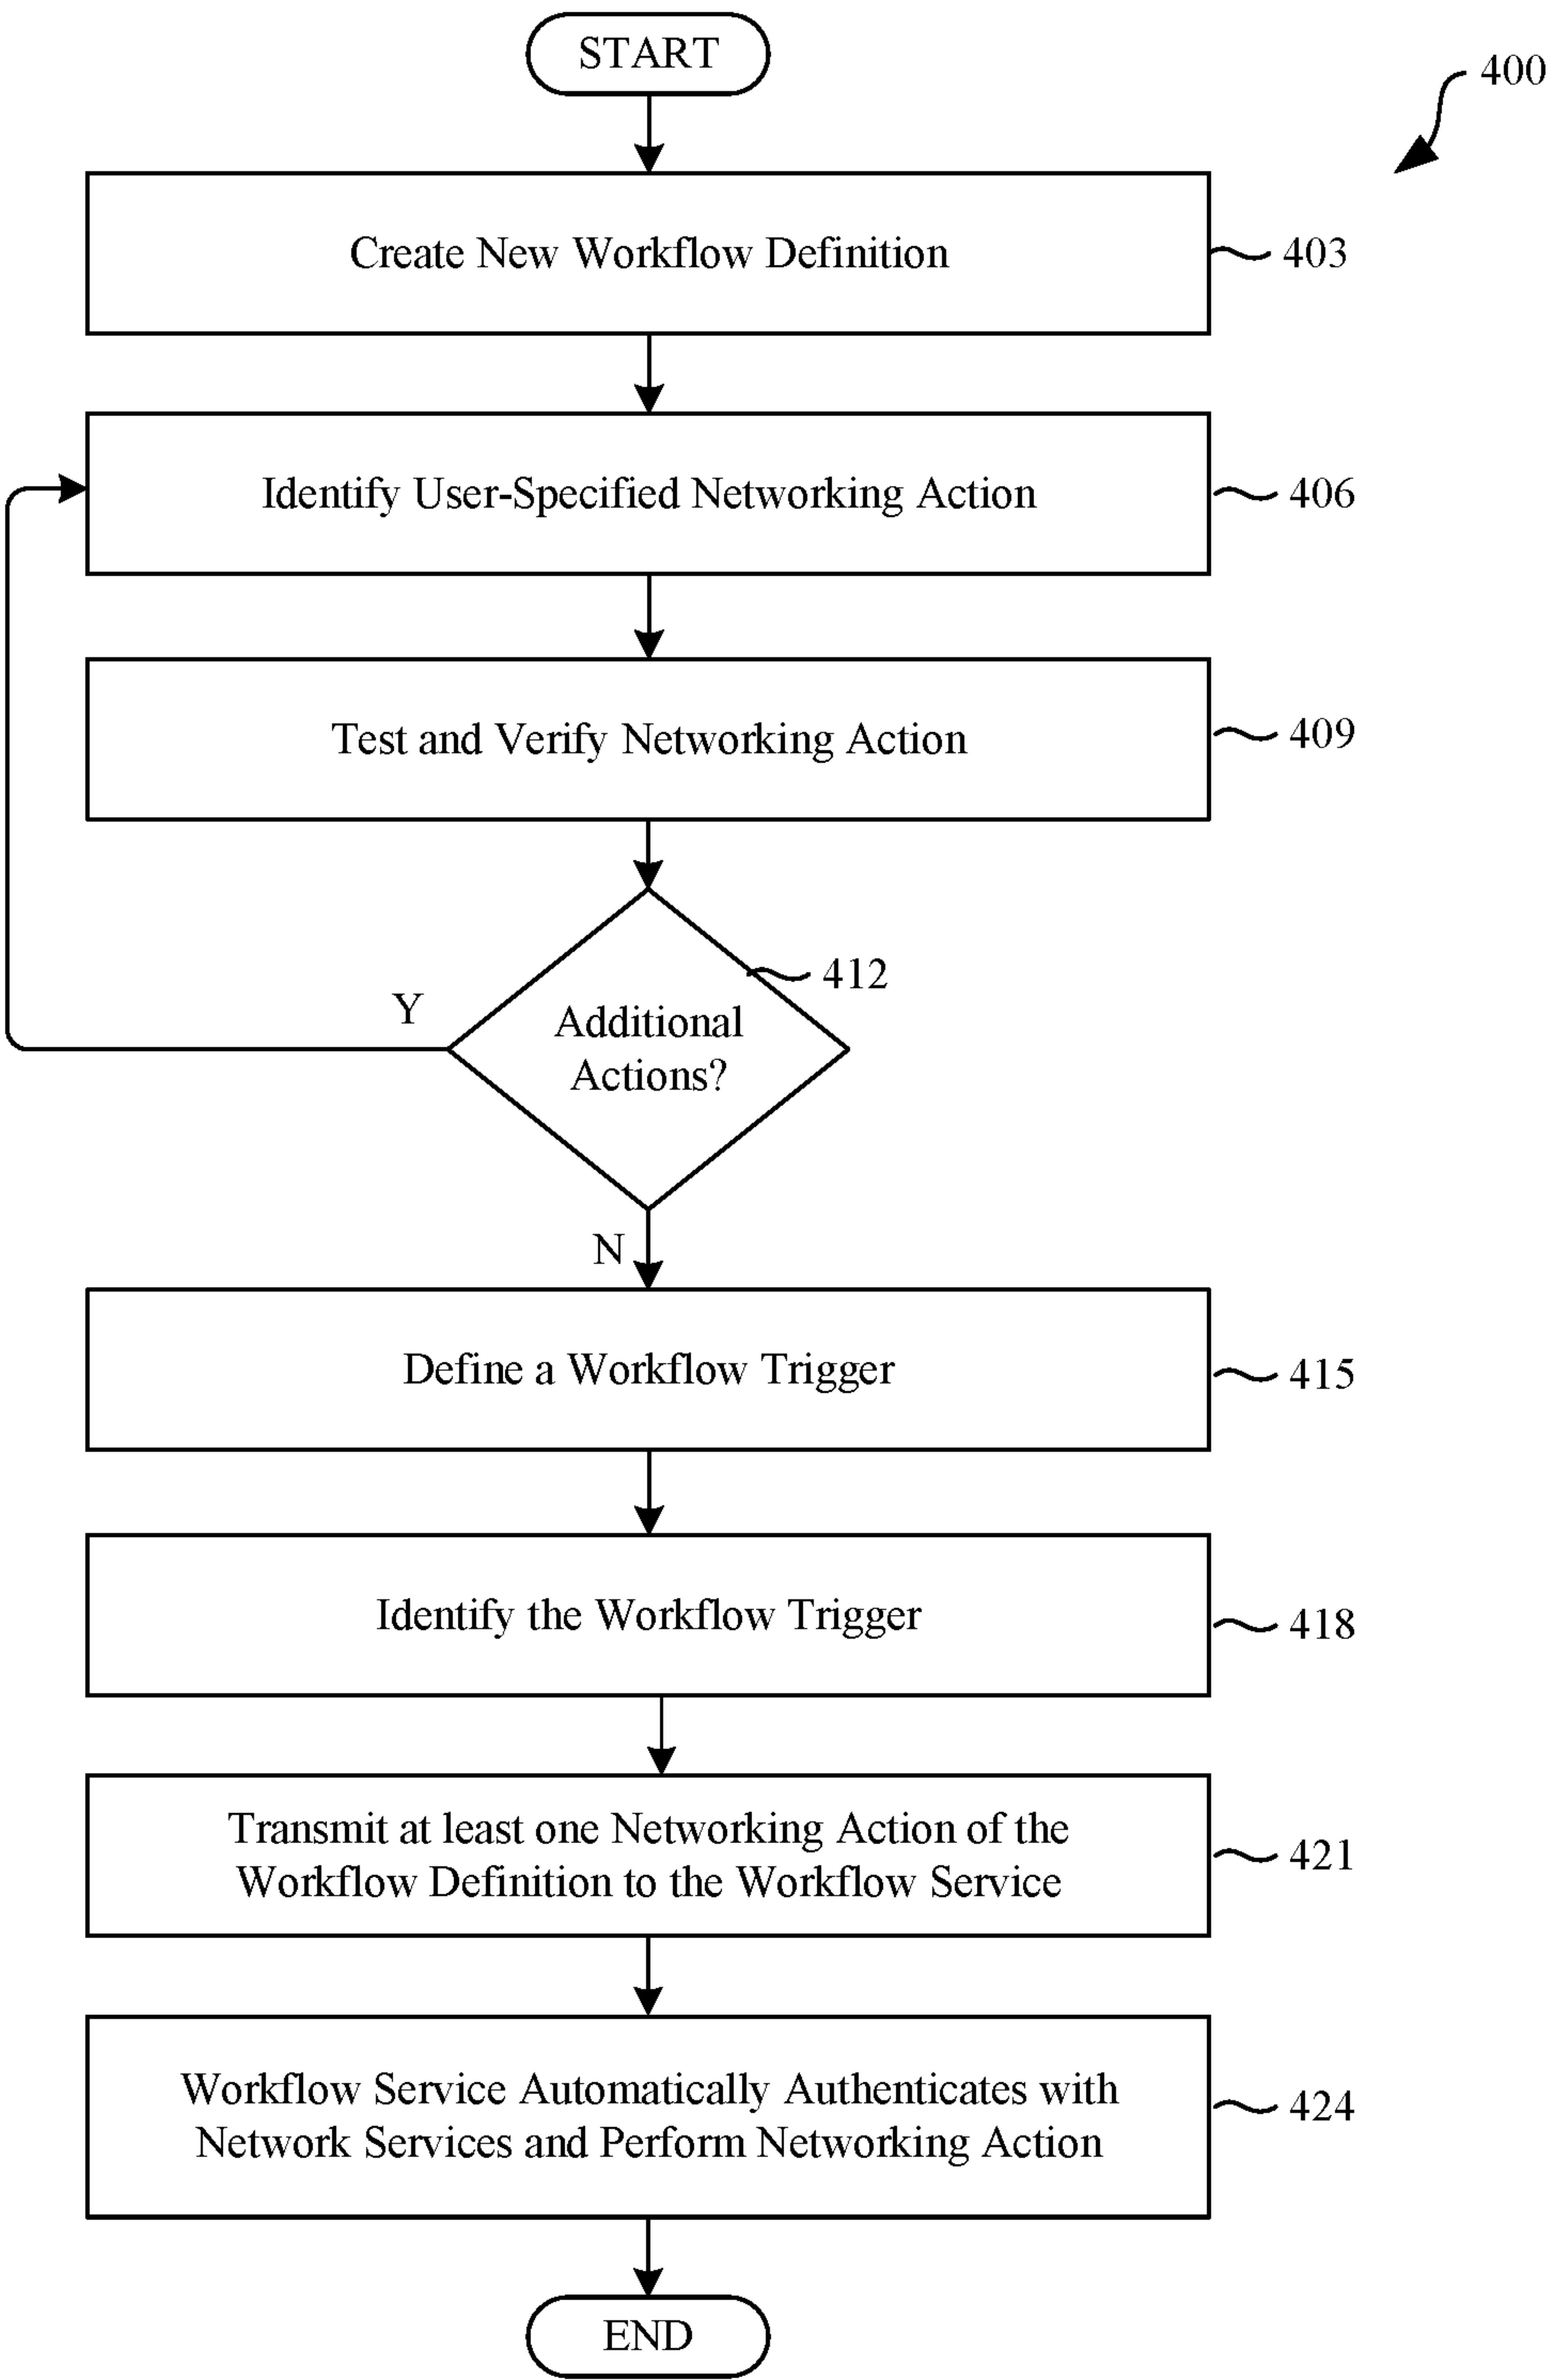 START
400
Create New Workflow Definition
403
Identify User-Specified Networking Action
406
Test and Verify Networking Action
409
412
Additional
Actions?
Y
N
Define a Workflow Trigger
415
Identify the Workflow Trigger
418
Transmit at least one Networking Action of the
Workflow Definition to the Workflow Service
421
Workflow Service Automatically Authenticates with
Network Services and Perform Networking Action
424
END